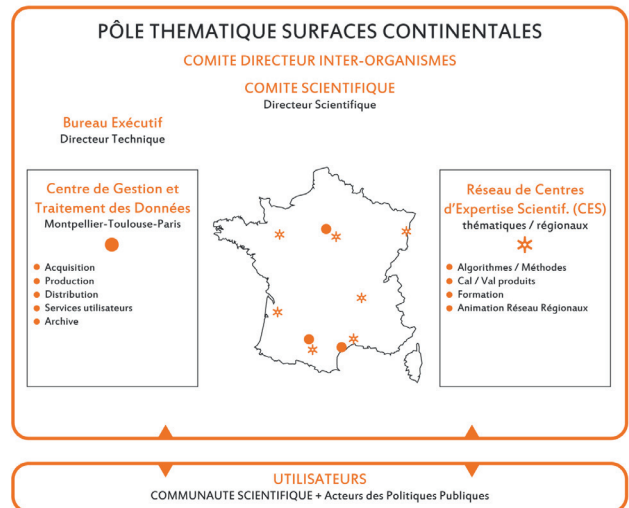 PÔLE THEMATIQUE SURFACES CONTINENTALES
COMITE DIRECTEUR INTER-ORGANISMES
COMITE SCIENTIFIQUE
Directeur Scientifique
Bureau Exécutif
Directeur Technique
Centre de Gestion et
Traitement des Données
Montpellier-Toulouse-Paris
Acquisition
Production
Distribution
Services utilisateurs
Archive
Réseau de Centres
d'Expertise Scientif. (CES)
thématiques / régionaux
Algorithmes / Méthodes
Cal / Val produits
Formation
Animation Réseau Régionaux
UTILISATEURS
COMMUNAUTE SCIENTIFIQUE + Acteurs des Politiques Publiques